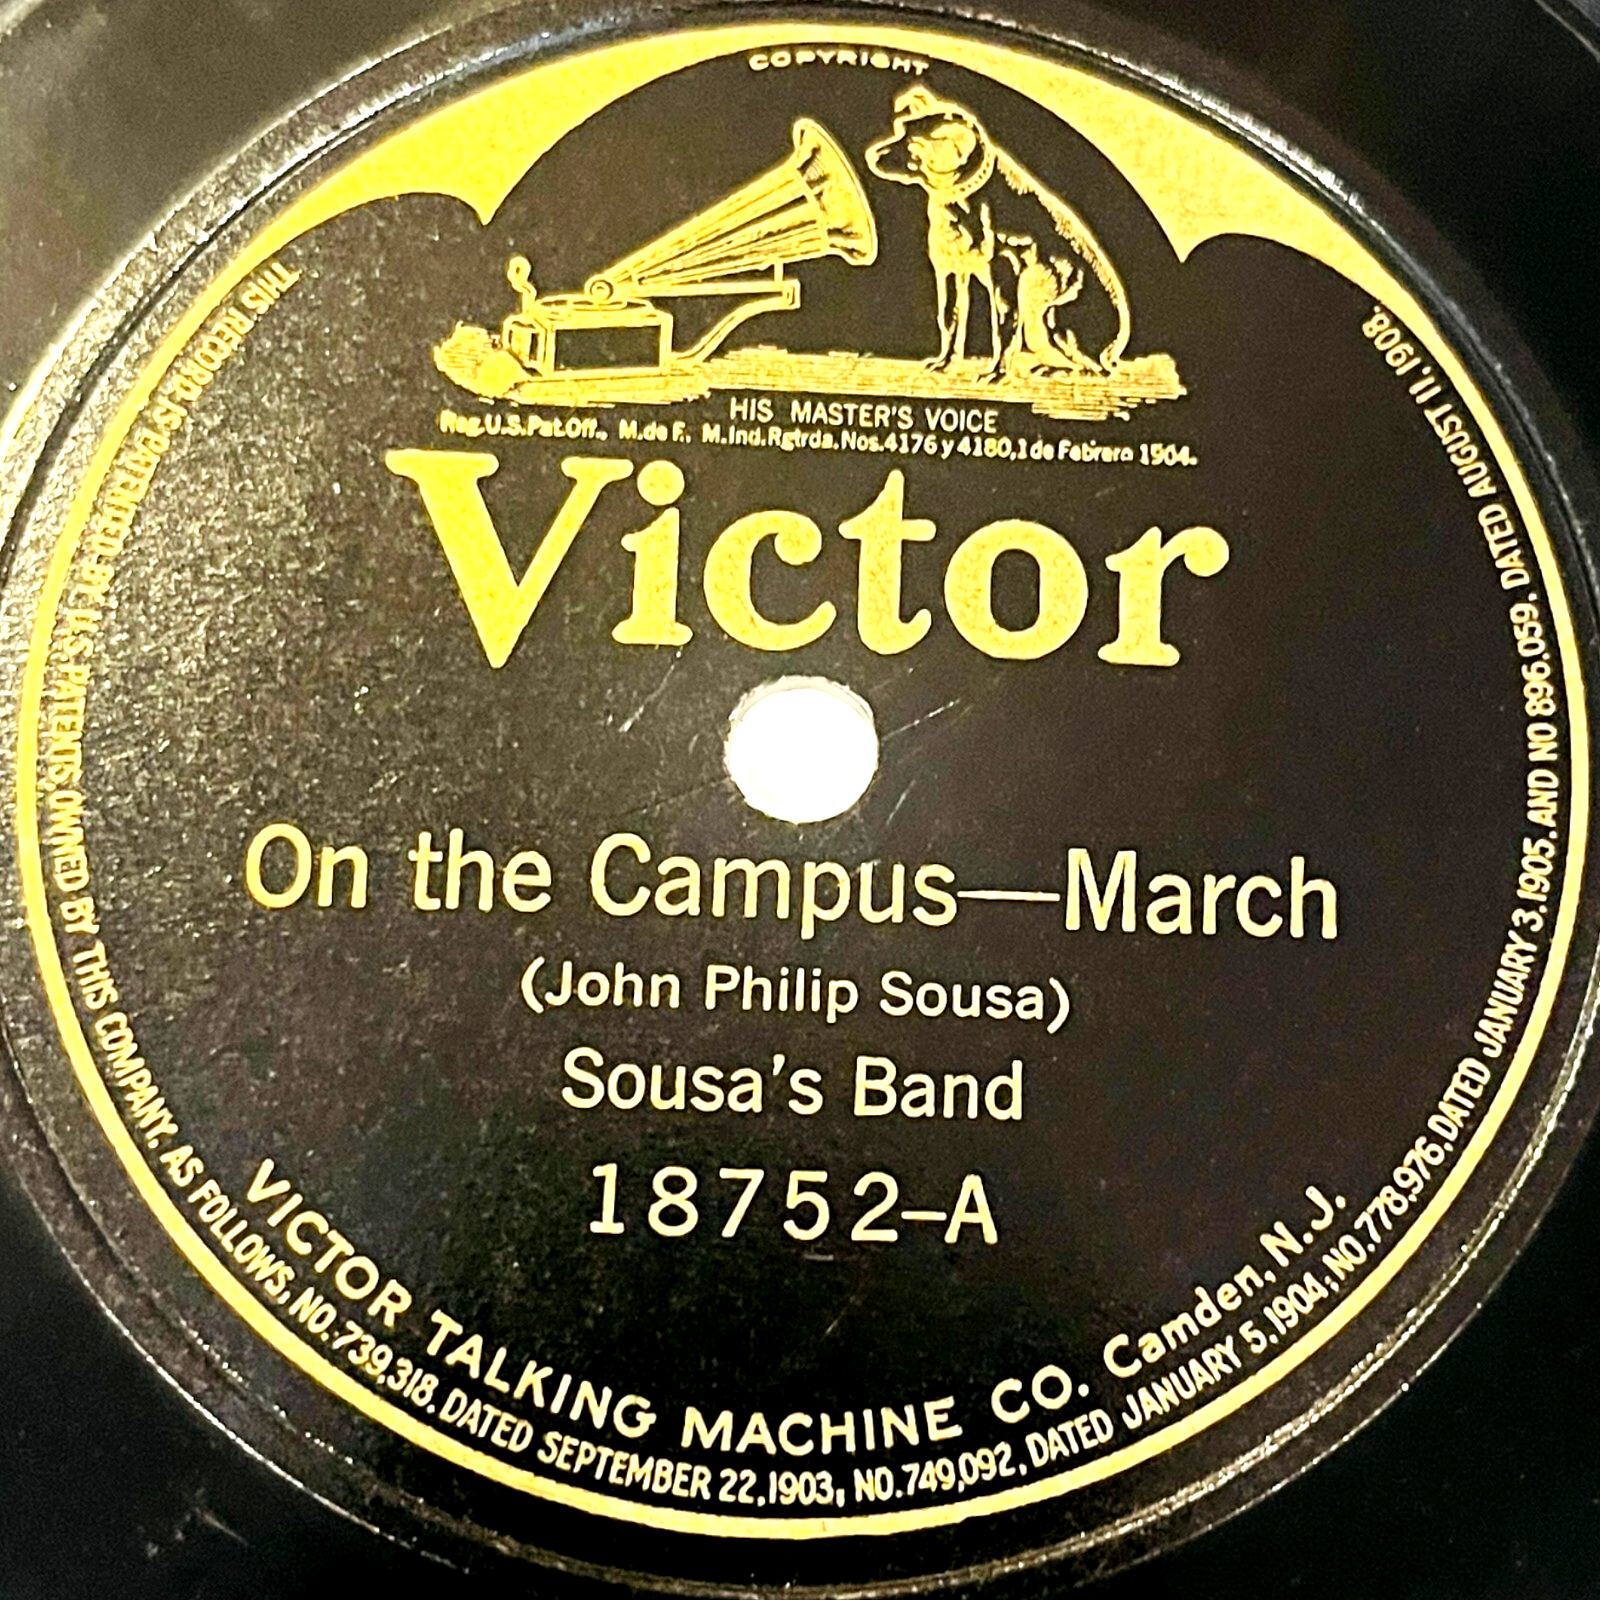 COPYRIGHT
HIS MASTER'S VOICE
Reg.U.S.Pat.Off., M.de F. M.Ind.Rgtrda.Nos.4176 y 4180,1 de Febrero 1904.
Victor
On the Campus—March
(John Philip Sousa)
Sousa's Band
18752-A
VICTOR TALKING MACHINE CO. Camden, N.J.
THIS RECORD IS PATENTED BY U.S. PATENTS, OWNED BY THIS COMPANY, AS FOLLOWS, NO. 739,318, DATED SEPTEMBER 22, 1903; NO. 749,092, DATED JANUARY 5, 1904; NO. 778,976, DATED JANUARY 3, 1905, AND NO 896,059, DATED AUGUST 11, 1908.